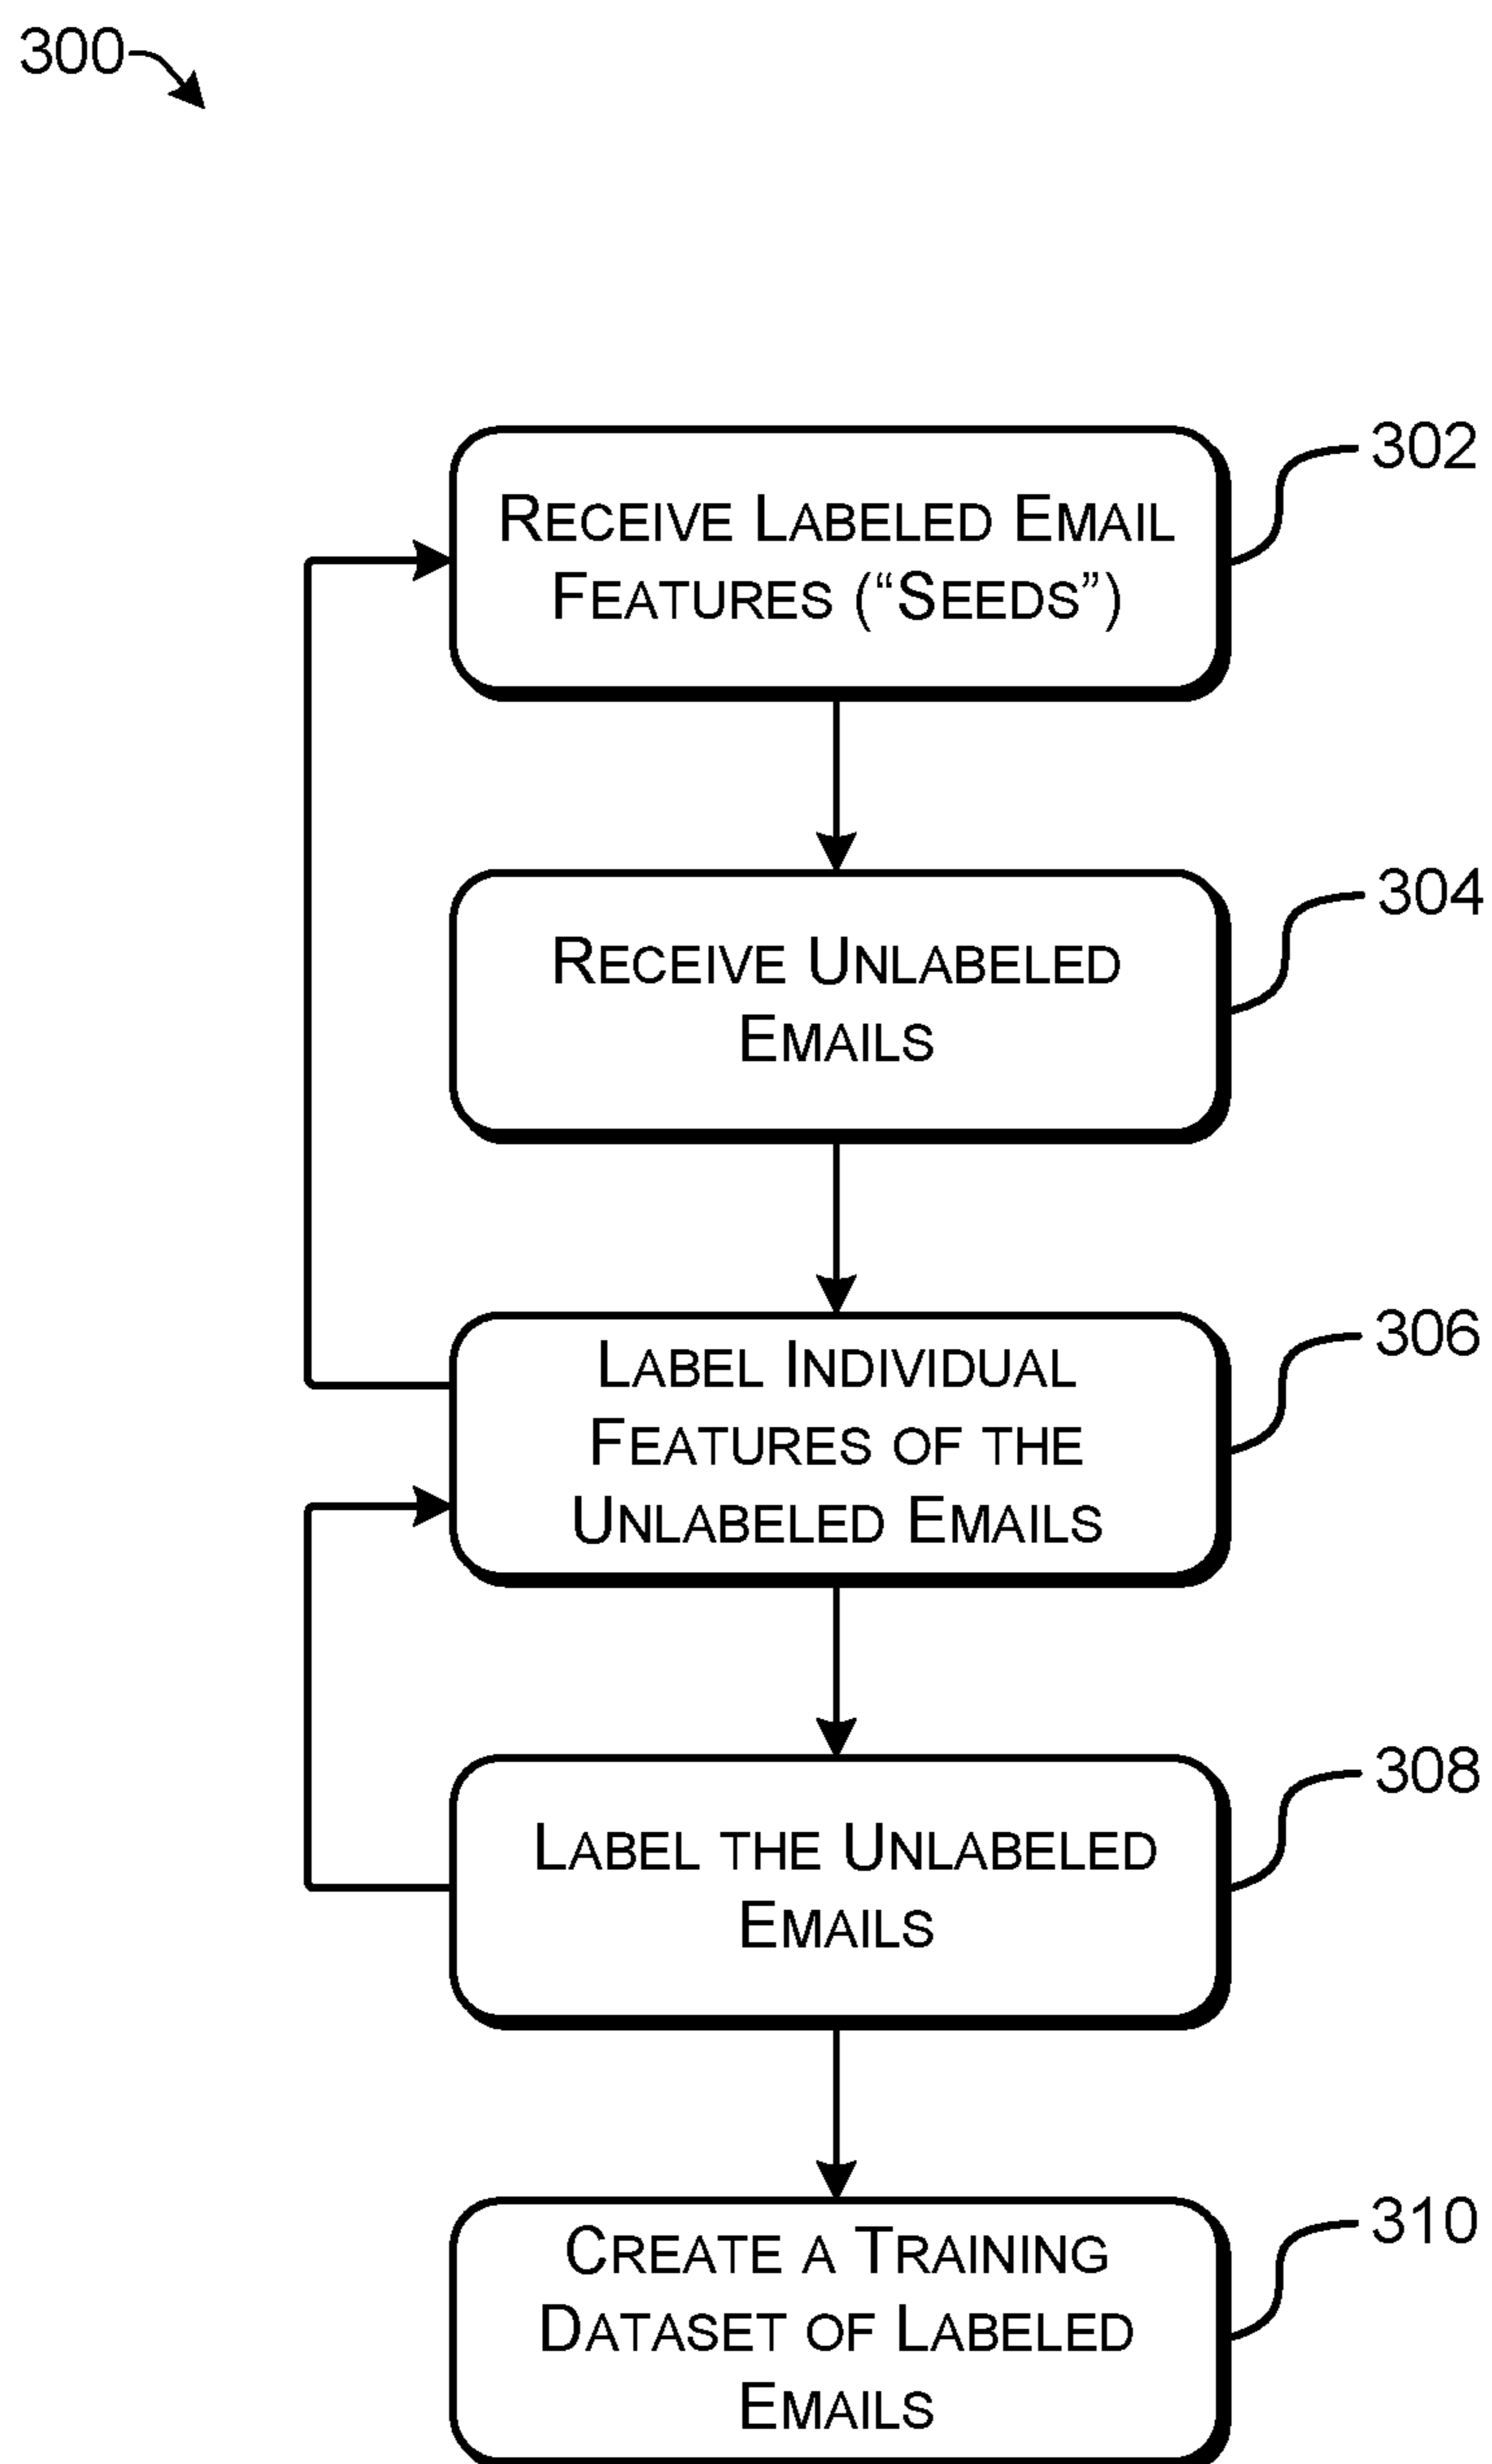 300
RECEIVE LABELED EMAIL
FEATURES (“SEEDS”)
302
RECEIVE UNLABELED
EMAILS
304
LABEL INDIVIDUAL
FEATURES OF THE
UNLABELED EMAILS
306
LABEL THE UNLABELED
EMAILS
308
CREATE A TRAINING
DATASET OF LABELED
EMAILS
310